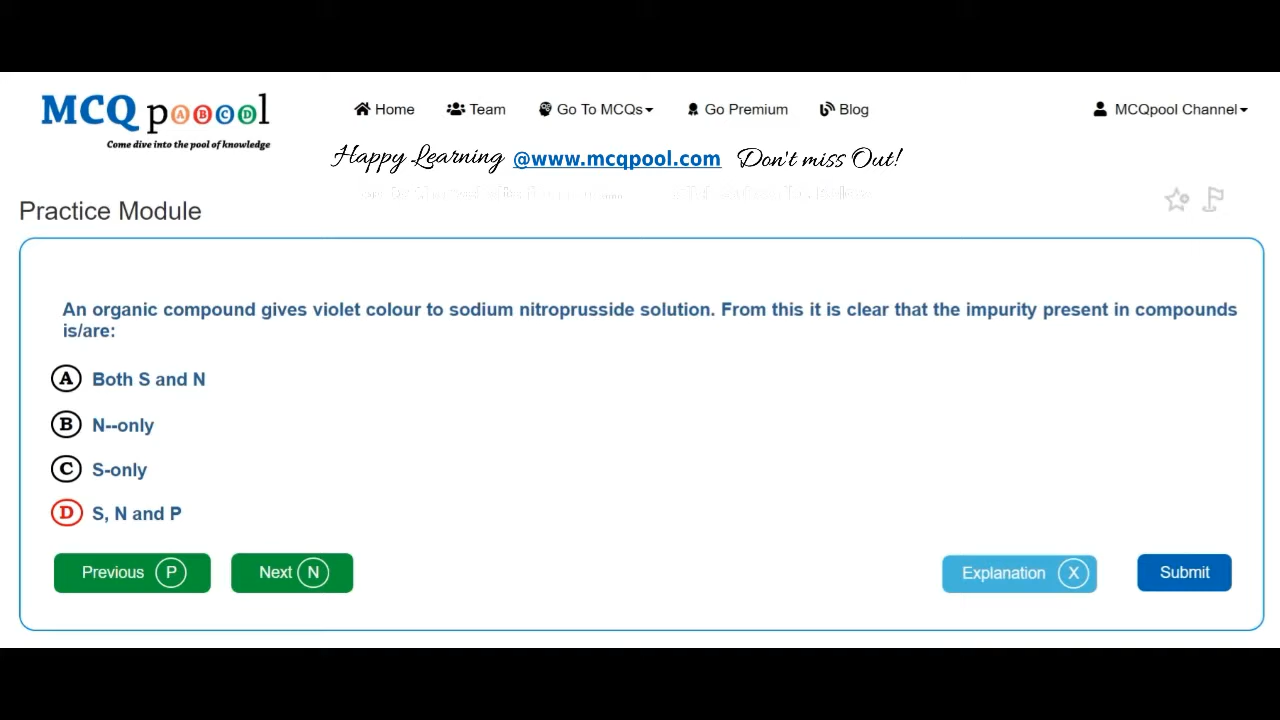 MCQ pooool
Come dive into the pool of knowledge
Home Team Go To MCQs Go Premium Blog MCQpool Channel
Happy Learning @www.mcqpool.com Don't miss Out!
Practice Module
An organic compound gives violet colour to sodium nitroprusside solution. From this it is clear that the impurity present in compounds
is/are:
A Both S and N
B N--only
C S-only
D S, N and P
Previous P Next N Explanation X Submit